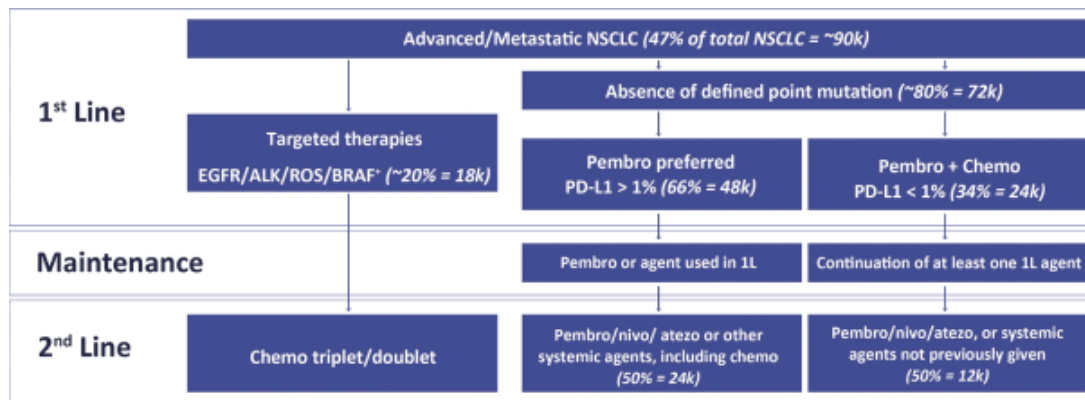 Advanced/Metastatic NSCLC (47% of total NSCLC = ~90k)
Absence of defined point mutation (~80% = 72k)
1st Line
Targeted therapies
EGFR/ALK/ROS/BRAF+ (~20% = 18k)
Pembro preferred
PD-L1 > 1% (66% = 48k)
Pembro + Chemo
PD-L1 < 1% (34% = 24k)
Maintenance
Pembro or agent used in 1L
Continuation of at least one 1L agent
2nd Line
Chemo triplet/doublet
Pembro/nivo/ atezo or other
systemic agents, including chemo
(50% = 24k)
Pembro/nivo/atezo, or systemic
agents not previously given
(50% = 12k)